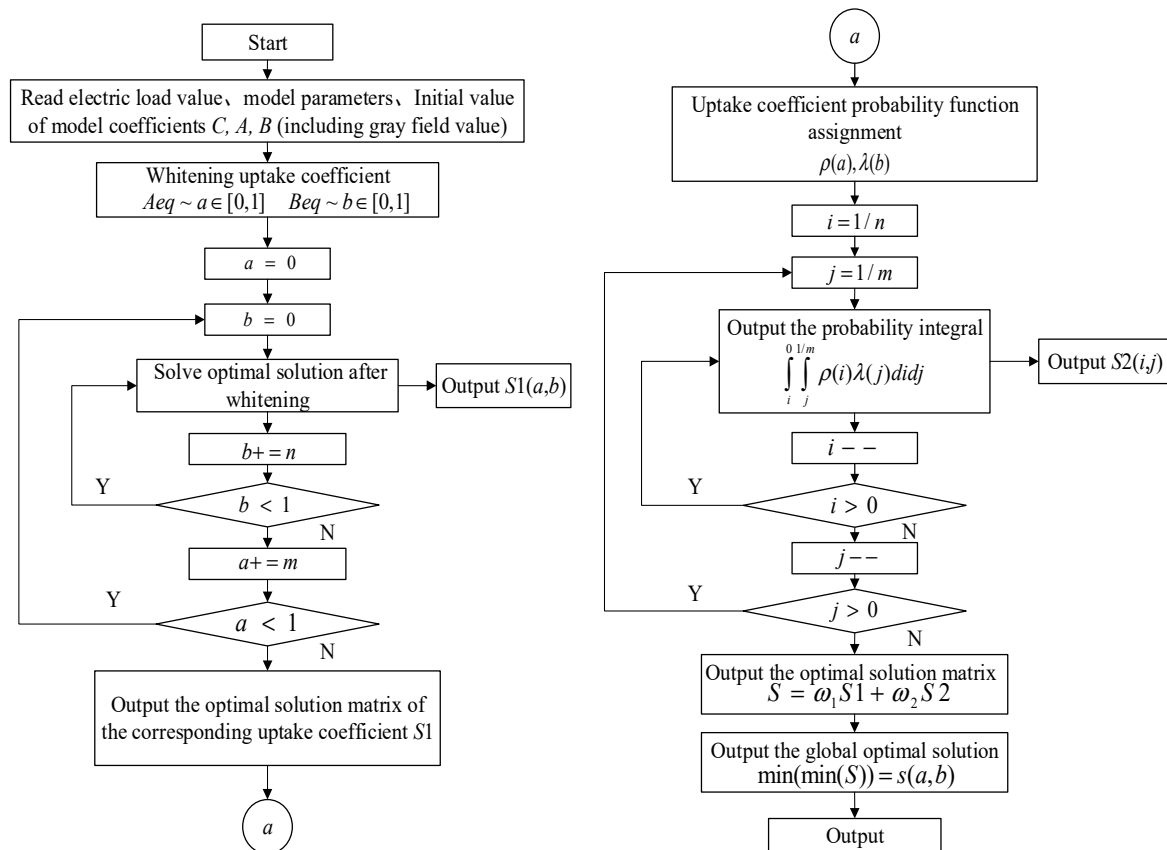 Start
Read electric load value、model parameters、Initial value
of model coefficients C, A, B (including gray field value)
Whitening uptake coefficient
Aeq ~ a∈[0,1] Beq ~ b∈[0,1]
a = 0
b = 0
Solve optimal solution after
whitening
Output S1(a,b)
b+=n
Y
b < 1
N
a+=m
Y
a < 1
N
Output the optimal solution matrix of
the corresponding uptake coefficient S1
a
a
Uptake coefficient probability function
assignment
ρ(a),λ(b)
i=1/n
j=1/m
Output the probability integral
∫_i^0 ∫_j^{1/m} ρ(i)λ(j)didj
Output S2(i,j)
i--
Y
i > 0
N
j--
Y
j > 0
N
Output the optimal solution matrix
S = ω₁S1 + ω₂S2
Output the global optimal solution
min(min(S)) = s(a,b)
Output